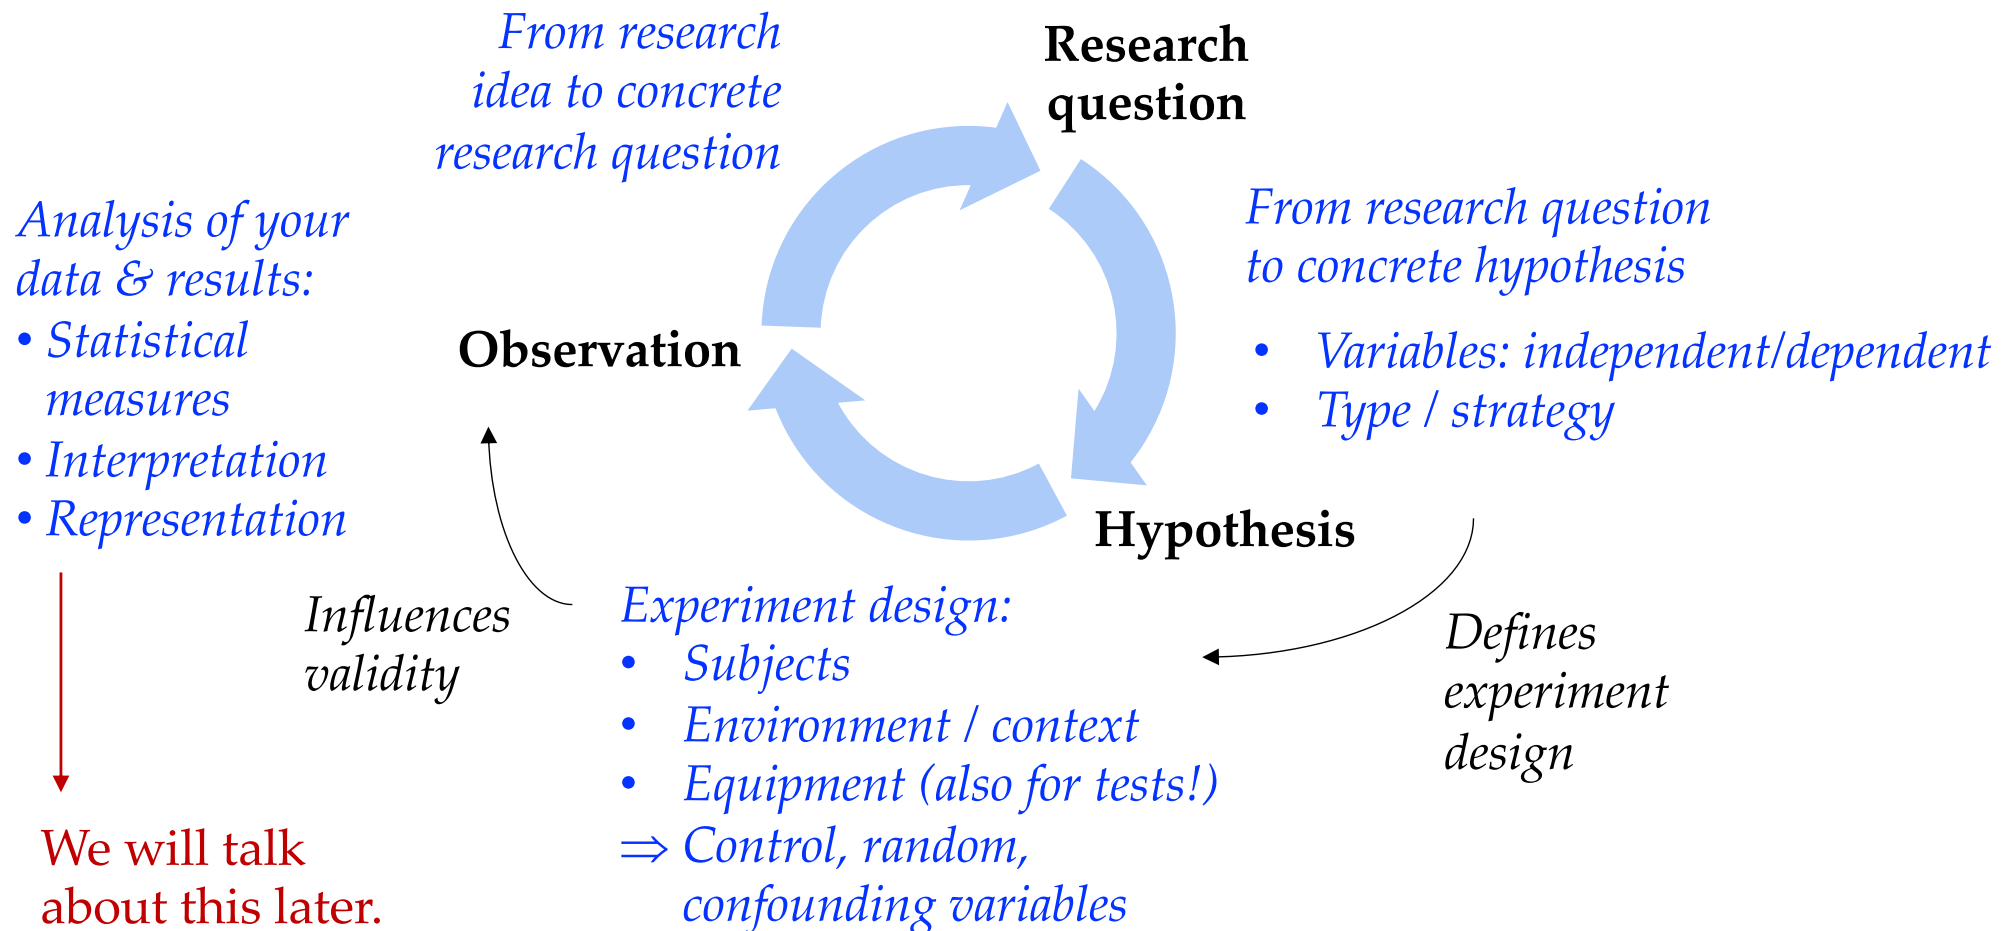 From research
idea to concrete
research question
Research
question
Analysis of your
data & results:
• Statistical
measures
• Interpretation
• Representation
From research question
to concrete hypothesis
• Variables: independent/dependent
• Type / strategy
Observation
Hypothesis
Influences
validity
Experiment design:
• Subjects
• Environment / context
• Equipment (also for tests!)
⇒ Control, random,
confounding variables
Defines
experiment
design
We will talk
about this later.